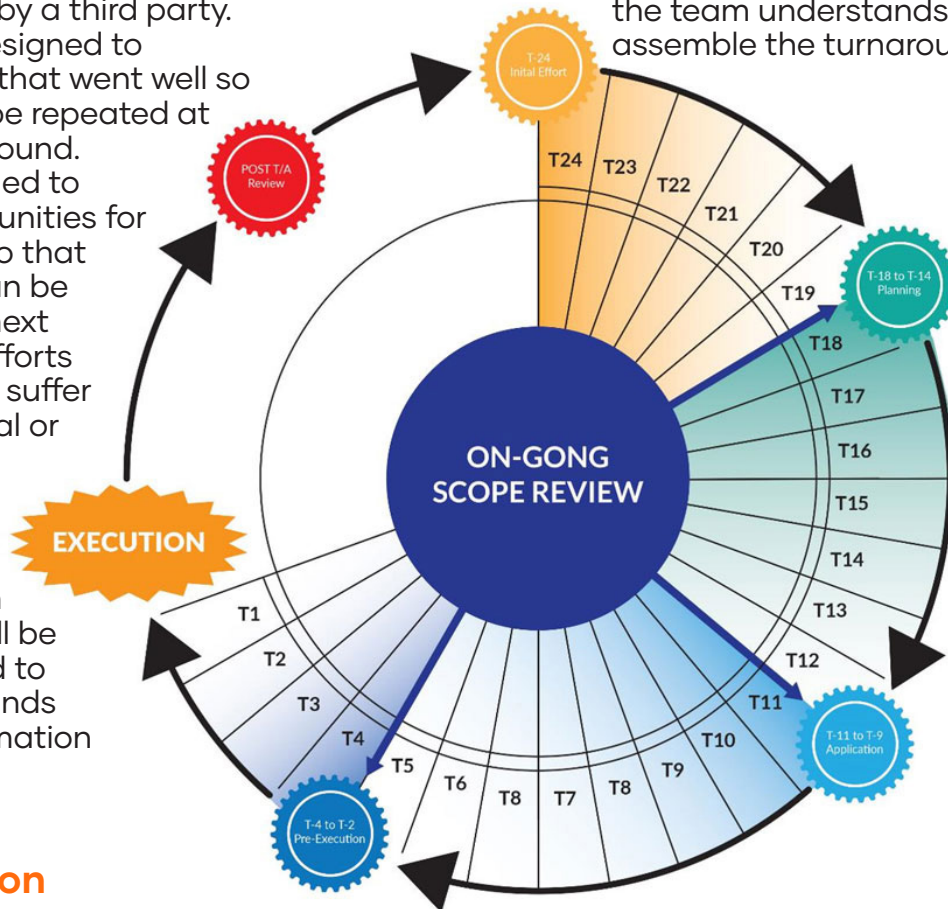 by a third party.
esigned to
that went well so
be repeated at
ound.
ed to
unities for
o that
an be
next
fforts
suffer
al or
ll be
d to
nds
mation
on
the team understands
assemble the turnarou
T-24
Inital Effort
POST T/A
Review
T-18 to T-14
Planning
T-11 to T-9
Application
T-4 to T-2
Pre-Execution
EXECUTION
ON-GONG
SCOPE REVIEW
T24
T23
T22
T21
T20
T19
T18
T17
T16
T15
T14
T13
T12
T11
T10
T9
T8
T7
T8
T6
T5
T4
T3
T2
T1